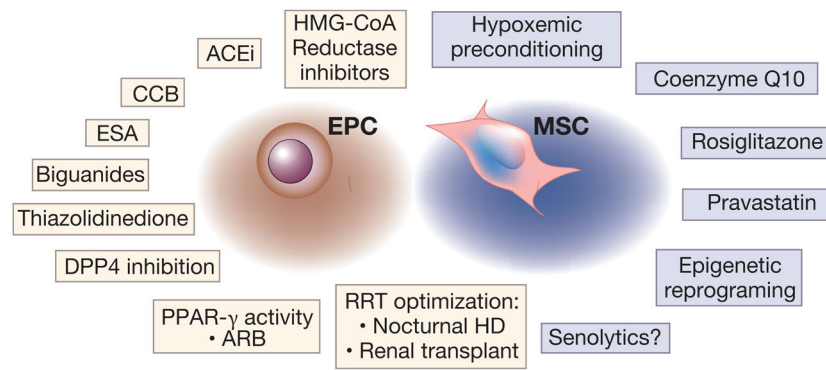 HMG-CoA
Reductase
inhibitors
ACEi
CCB
ESA
Biguanides
Thiazolidinedione
DPP4 inhibition
PPAR-γ activity
• ARB
RRT optimization:
• Nocturnal HD
• Renal transplant
EPC
MSC
Hypoxemic
preconditioning
Coenzyme Q10
Rosiglitazone
Pravastatin
Epigenetic
reprograming
Senolytics?